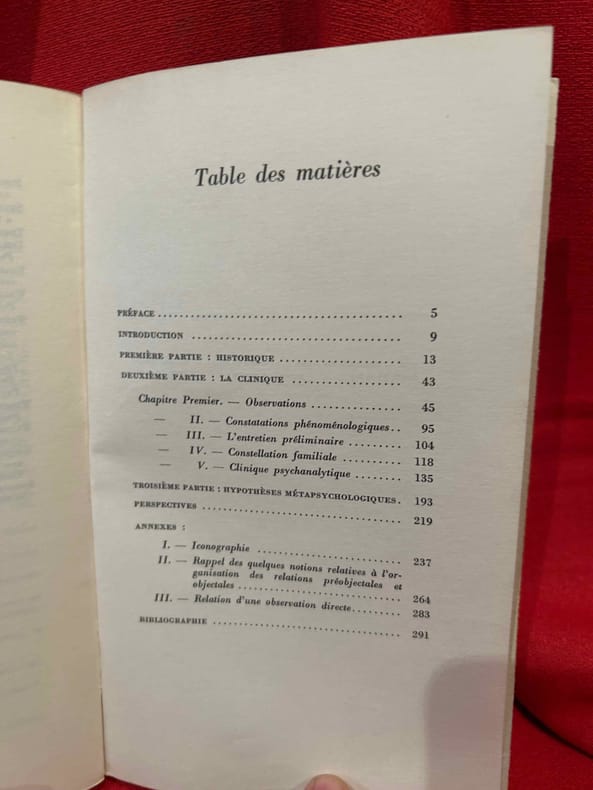 Table des matières
PRÉFACE ........................................ 5
INTRODUCTION .................................. 9
PREMIÈRE PARTIE : HISTORIQUE .................... 13
DEUXIÈME PARTIE : LA CLINIQUE .................. 43
Chapitre Premier. — Observations ............... 45
— II. — Constatations phénoménologiques.. 95
— III. — L'entretien préliminaire ......... 104
— IV. — Constellation familiale .......... 118
— V. — Clinique psychanalytique ........ 135
TROISIÈME PARTIE : HYPOTHÈSES MÉTAPSYCHOLOGIQUES. 193
PERSPECTIVES .................................. 219
ANNEXES :
I. — Iconographie ........................ 237
II. — Rappel des quelques notions relatives à l'or-
ganisation des relations préobjectales et
objectales ........................... 264
III. — Relation d'une observation directe......... 283
BIBLIOGRAPHIE ................................. 291